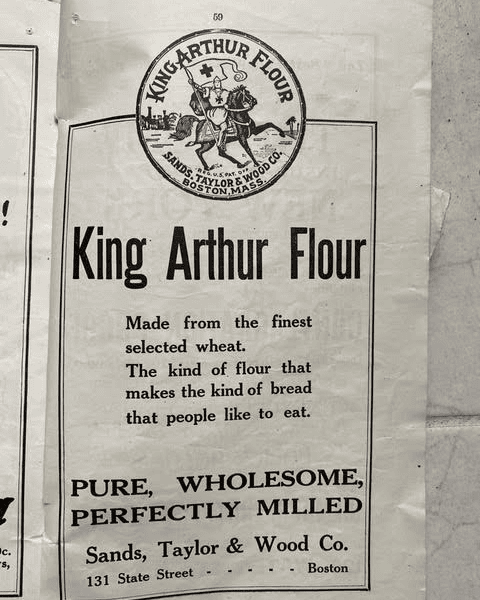 59
KING ARTHUR FLOUR
REG. U.S. PAT. OFF.
SANDS, TAYLOR & WOOD CO.
BOSTON, MASS.
King Arthur Flour
Made from the finest
selected wheat.
The kind of flour that
makes the kind of bread
that people like to eat.
PURE, WHOLESOME,
PERFECTLY MILLED
Sands, Taylor & Wood Co.
131 State Street - - - - - Boston
!